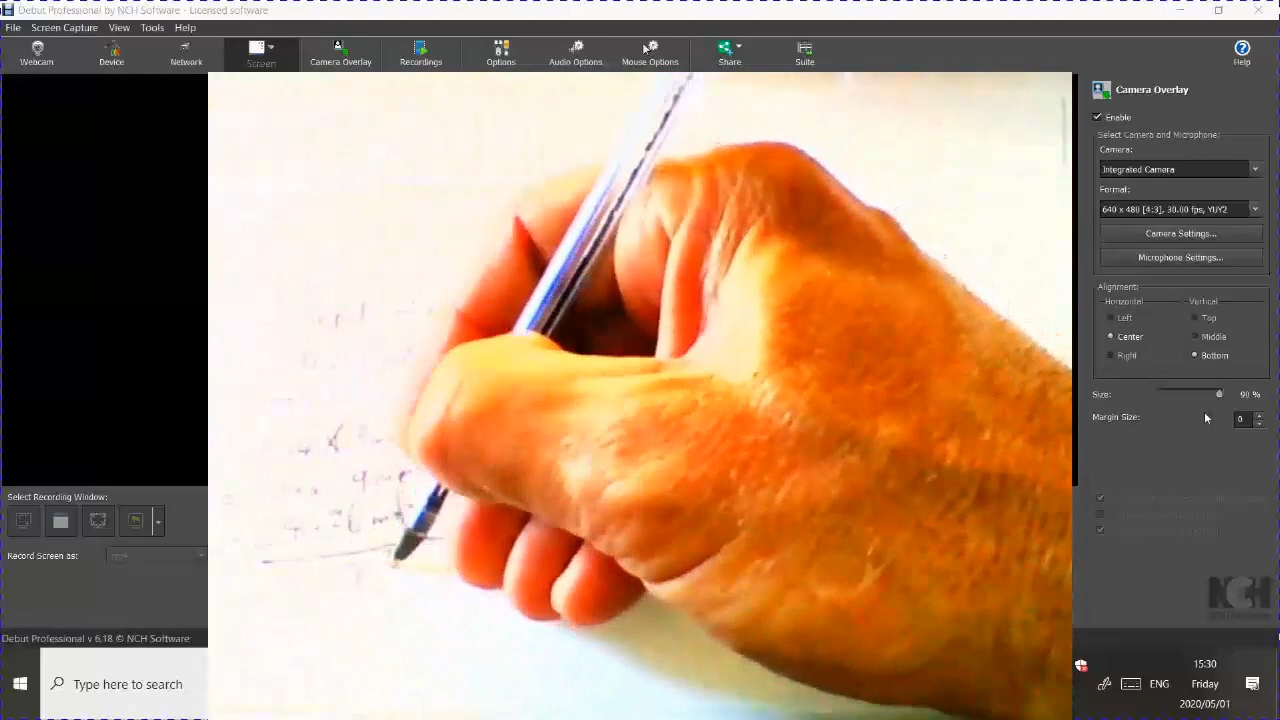 Debut Professional by NCH Software - Licensed software
File Screen Capture View Tools Help
Webcam Device Network Screen Camera Overlay Recordings Options Audio Options Mouse Options Share Suite Help
Camera Overlay
Enable
Select Camera and Microphone:
Camera:
Integrated Camera
Format:
640 x 480 [4:3], 30.00 fps, YUY2
Camera Settings...
Microphone Settings...
Alignment:
Horizontal Vertical
Left Top
Center Middle
Right Bottom
Size: 90 %
Margin Size: 0
Select Recording Window:
Record Screen as:
NCH
Debut Professional v 6.18 © NCH Software
Type here to search
ENG
15:30
Friday
2020/05/01